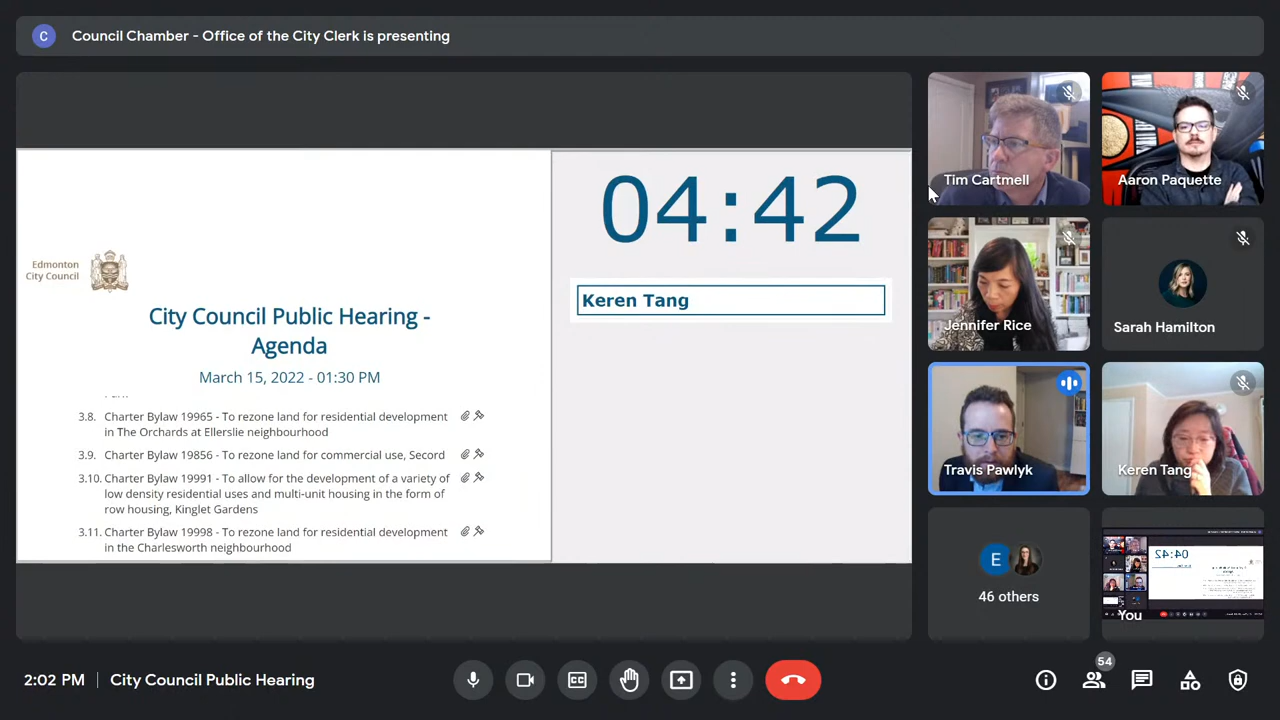 C
Council Chamber - Office of the City Clerk is presenting
Edmonton
City Council
City Council Public Hearing -
Agenda
March 15, 2022 - 01:30 PM
3.8. Charter Bylaw 19965 - To rezone land for residential development
in The Orchards at Ellerslie neighbourhood
3.9. Charter Bylaw 19856 - To rezone land for commercial use, Secord
3.10. Charter Bylaw 19991 - To allow for the development of a variety of
low density residential uses and multi-unit housing in the form of
row housing, Kinglet Gardens
3.11. Charter Bylaw 19998 - To rezone land for residential development
in the Charlesworth neighbourhood
04:42
Keren Tang
Tim Cartmell
Aaron Paquette
Jennifer Rice
Sarah Hamilton
Travis Pawlyk
Keren Tang
E
46 others
04:42
You
2:02 PM | City Council Public Hearing
CC
54